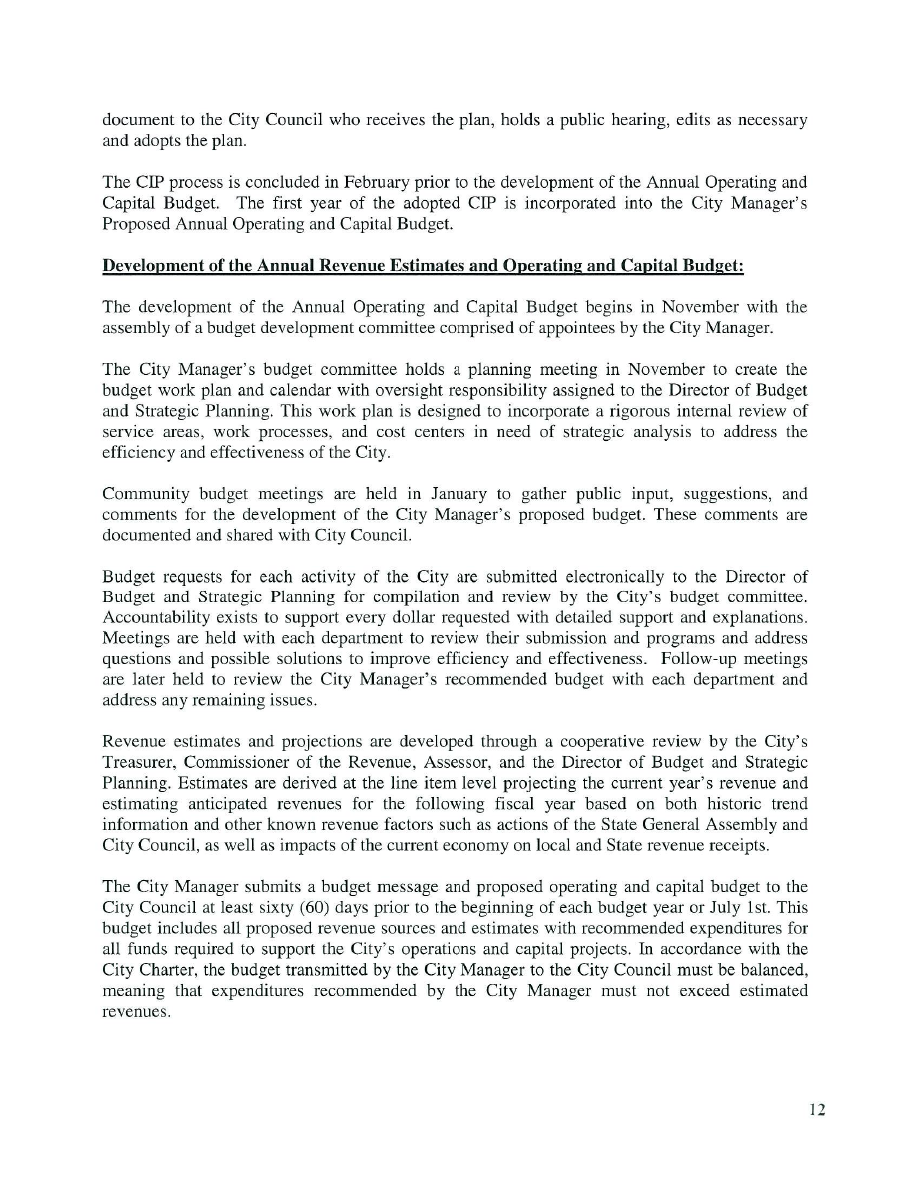 document to the City Council who receives the plan, holds a public hearing, edits as necessary
and adopts the plan.
The CIP process is concluded in February prior to the development of the Annual Operating and
Capital Budget. The first year of the adopted CIP is incorporated into the City Manager's
Proposed Annual Operating and Capital Budget.
Development of the Annual Revenue Estimates and Operating and Capital Budget:
The development of the Annual Operating and Capital Budget begins in November with the
assembly of a budget development committee comprised of appointees by the City Manager.
The City Manager's budget committee holds a planning meeting in November to create the
budget work plan and calendar with oversight responsibility assigned to the Director of Budget
and Strategic Planning. This work plan is designed to incorporate a rigorous internal review of
service areas, work processes, and cost centers in need of strategic analysis to address the
efficiency and effectiveness of the City.
Community budget meetings are held in January to gather public input, suggestions, and
comments for the development of the City Manager's proposed budget. These comments are
documented and shared with City Council.
Budget requests for each activity of the City are submitted electronically to the Director of
Budget and Strategic Planning for compilation and review by the City's budget committee.
Accountability exists to support every dollar requested with detailed support and explanations.
Meetings are held with each department to review their submission and programs and address
questions and possible solutions to improve efficiency and effectiveness. Follow-up meetings
are later held to review the City Manager's recommended budget with each department and
address any remaining issues.
Revenue estimates and projections are developed through a cooperative review by the City's
Treasurer, Commissioner of the Revenue, Assessor, and the Director of Budget and Strategic
Planning. Estimates are derived at the line item level projecting the current year's revenue and
estimating anticipated revenues for the following fiscal year based on both historic trend
information and other known revenue factors such as actions of the State General Assembly and
City Council, as well as impacts of the current economy on local and State revenue receipts.
The City Manager submits a budget message and proposed operating and capital budget to the
City Council at least sixty (60) days prior to the beginning of each budget year or July 1st. This
budget includes all proposed revenue sources and estimates with recommended expenditures for
all funds required to support the City's operations and capital projects. In accordance with the
City Charter, the budget transmitted by the City Manager to the City Council must be balanced,
meaning that expenditures recommended by the City Manager must not exceed estimated
revenues.
12